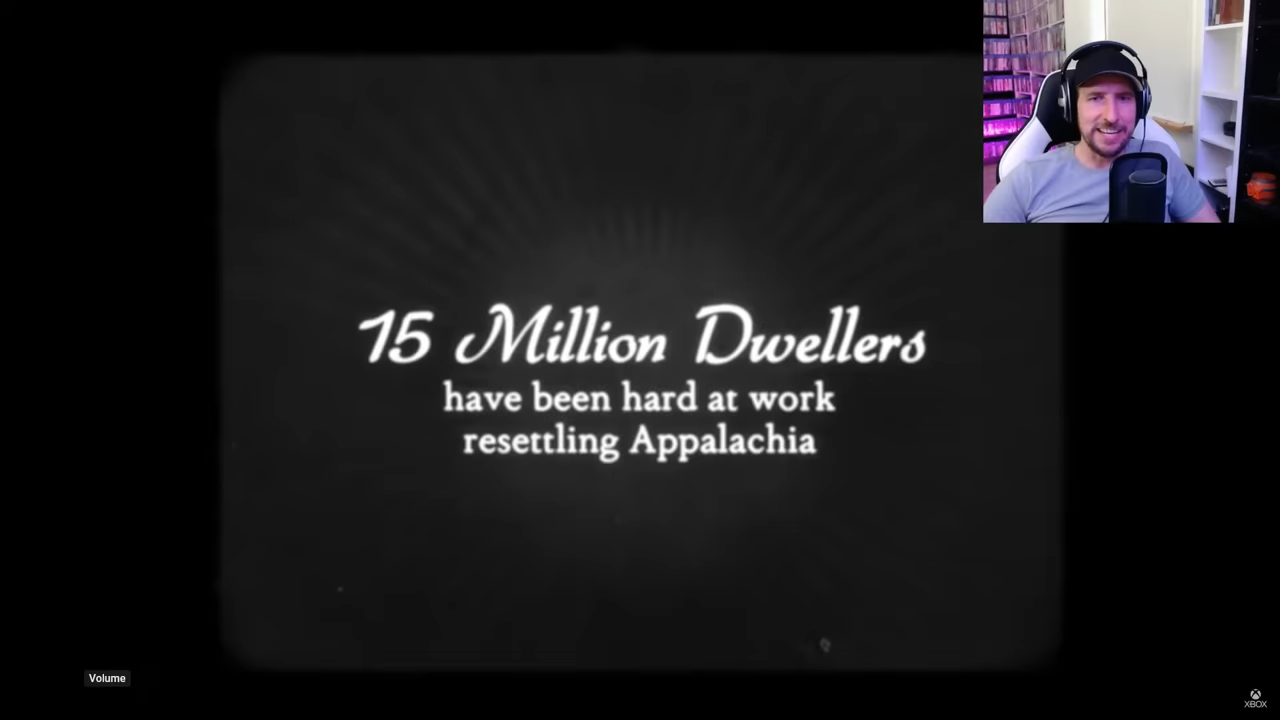 15 Million Dwellers
have been hard at work
resettling Appalachia
Volume
XBOX